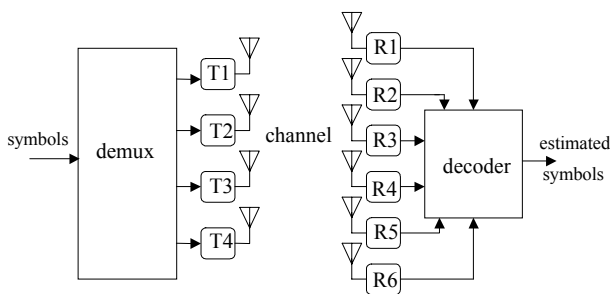 symbols
demux
T1
T2
T3
T4
channel
R1
R2
R3
R4
R5
R6
decoder
estimated
symbols